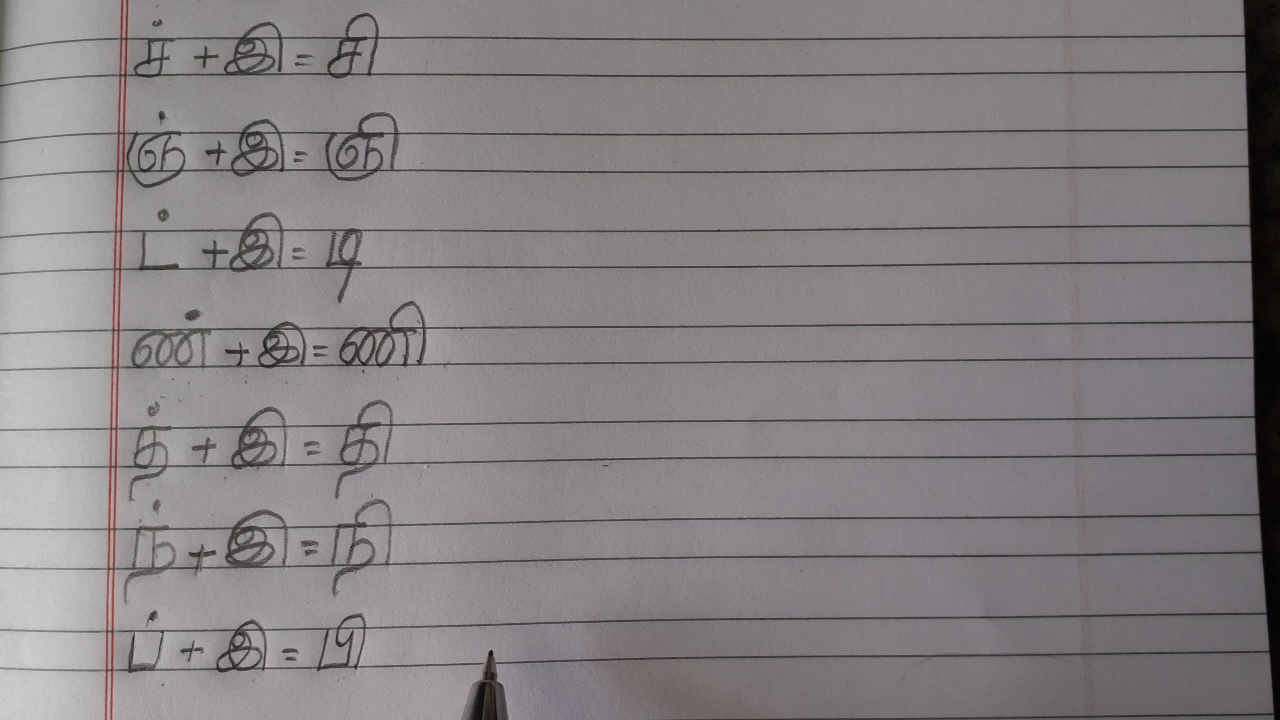 ச் + இ = சி
ஞ் + இ = ஞி
ட் + இ = டி
ண் + இ = ணி
த் + இ = தி
ந் + இ = நி
ப் + இ = பி